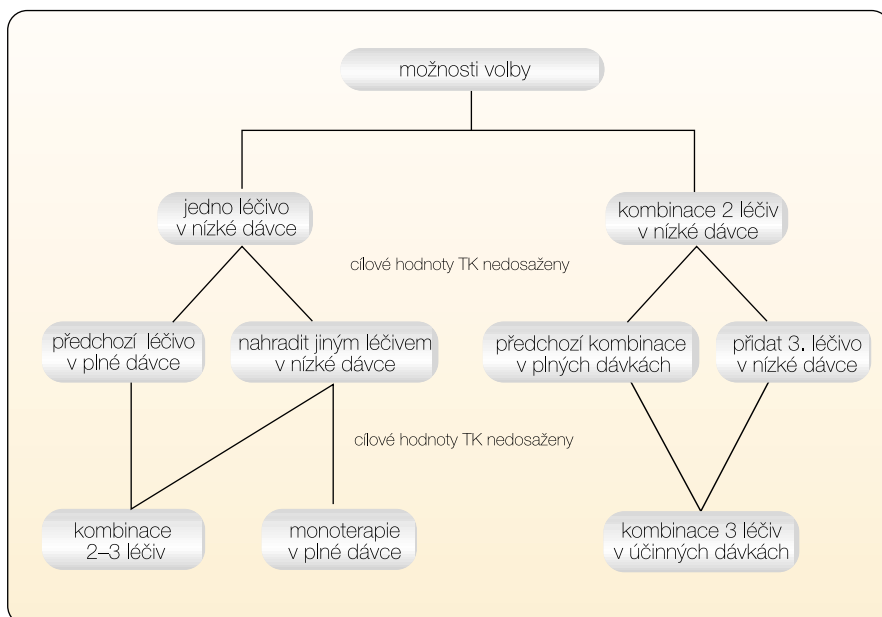 možnosti volby
jedno léčivo
v nízké dávce
kombinace 2 léčiv
v nízké dávce
cílové hodnoty TK nedosaženy
předchozí léčivo
v plné dávce
nahradit jiným léčivem
v nízké dávce
předchozí kombinace
v plných dávkách
přidat 3. léčivo
v nízké dávce
cílové hodnoty TK nedosaženy
kombinace
2–3 léčiv
monoterapie
v plné dávce
kombinace 3 léčiv
v účinných dávkách